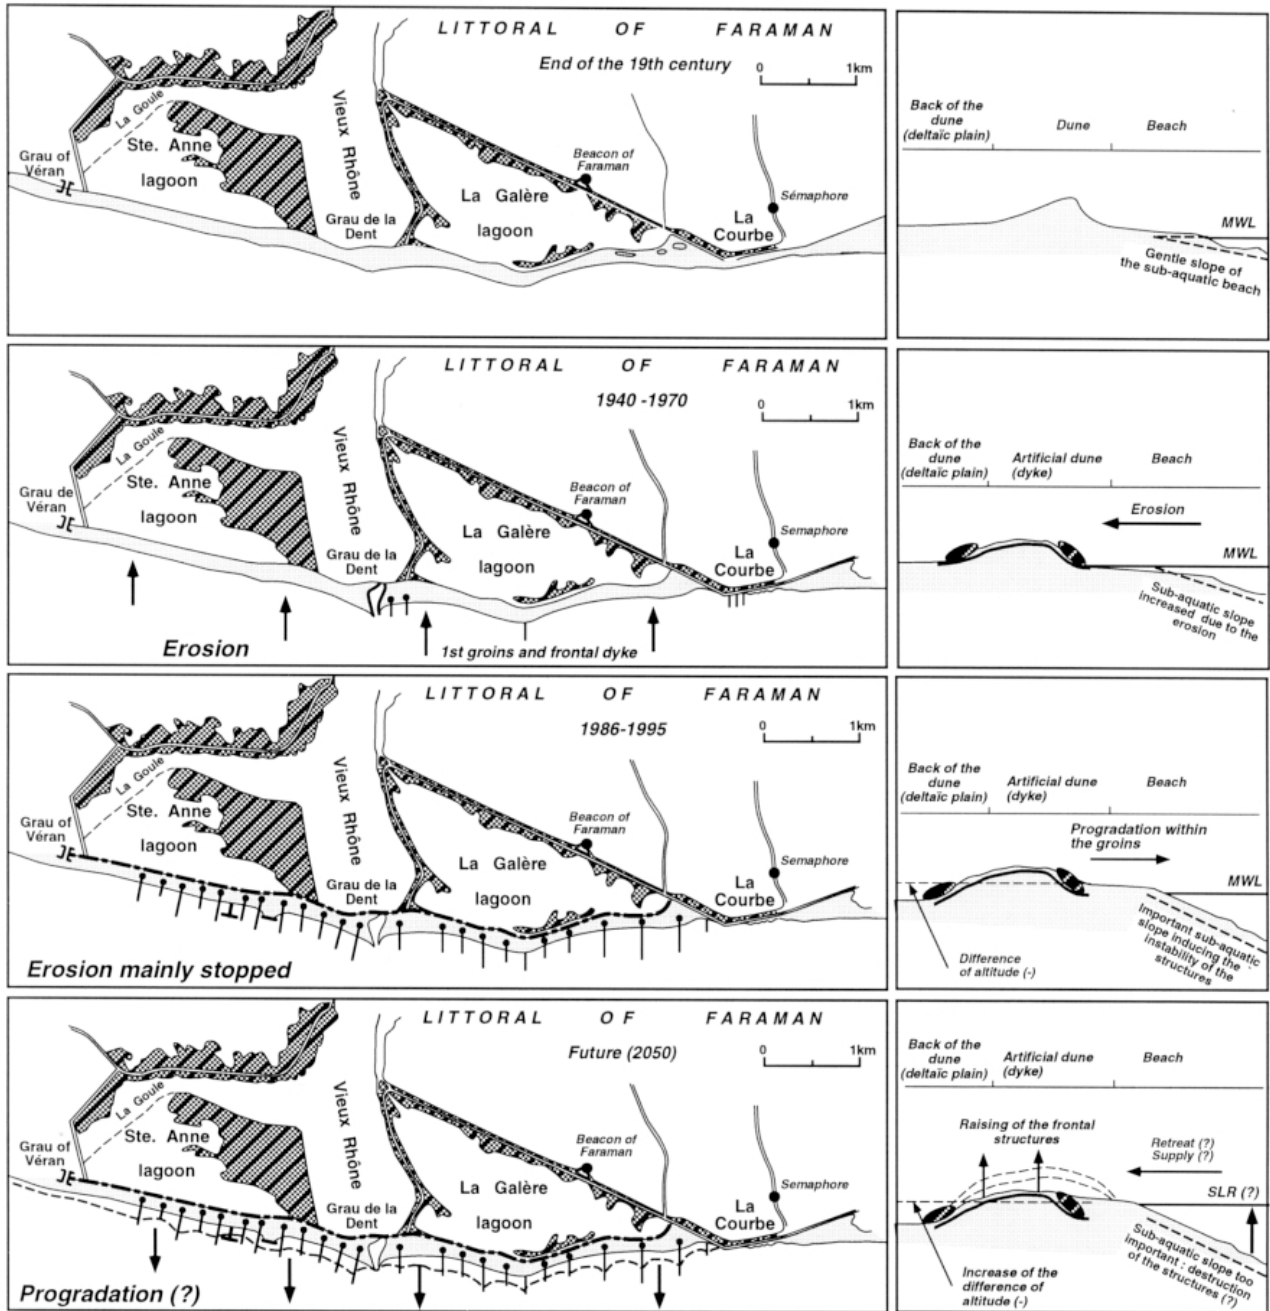 LITTORAL OF FARAMAN
End of the 19th century
0 1km
La Goule
Ste. Anne
lagoon
Grau of
Véran
Vieux Rhône
Grau de la
Dent
Beacon of
Faraman
La Galère
lagoon
Sémaphore
La
Courbe
Back of the
dune
(deltaïc plain)
Dune
Beach
MWL
Gentle slope of
the sub-aquatic beach
LITTORAL OF FARAMAN
1940 -1970
0 1km
La Goule
Ste. Anne
lagoon
Grau de
Véran
Vieux Rhône
Grau de la
Dent
Beacon of
Faraman
La Galère
lagoon
Semaphore
La
Courbe
Erosion
1st groins and frontal dyke
Back of the
dune
(deltaïc plain)
Artificial dune
(dyke)
Beach
Erosion
MWL
Sub-aquatic slope
increased due to the
erosion
LITTORAL OF FARAMAN
1986-1995
0 1km
La Goule
Ste. Anne
lagoon
Grau of
Véran
Vieux Rhône
Grau de la
Dent
Beacon of
Faraman
La Galère
lagoon
Semaphore
La
Courbe
Erosion mainly stopped
Back of the
dune
(deltaïc plain)
Artificial dune
(dyke)
Beach
Progradation within
the groins
MWL
Difference
of altitude (-)
Important sub-aquatic
slope inducing the
instability of the
structures
LITTORAL OF FARAMAN
Future (2050)
0 1km
La Goule
Ste. Anne
lagoon
Grau of
Véran
Vieux Rhône
Grau de la
Dent
Beacon of
Faraman
La Galère
lagoon
Semaphore
La
Courbe
Progradation (?)
Back of the
dune
(deltaïc plain)
Artificial dune
(dyke)
Beach
Raising of the frontal
structures
Retreat (?)
Supply (?)
SLR (?)
Increase of the
difference of
altitude (-)
Sub-aquatic slope too
important : destruction
of the structures (?)